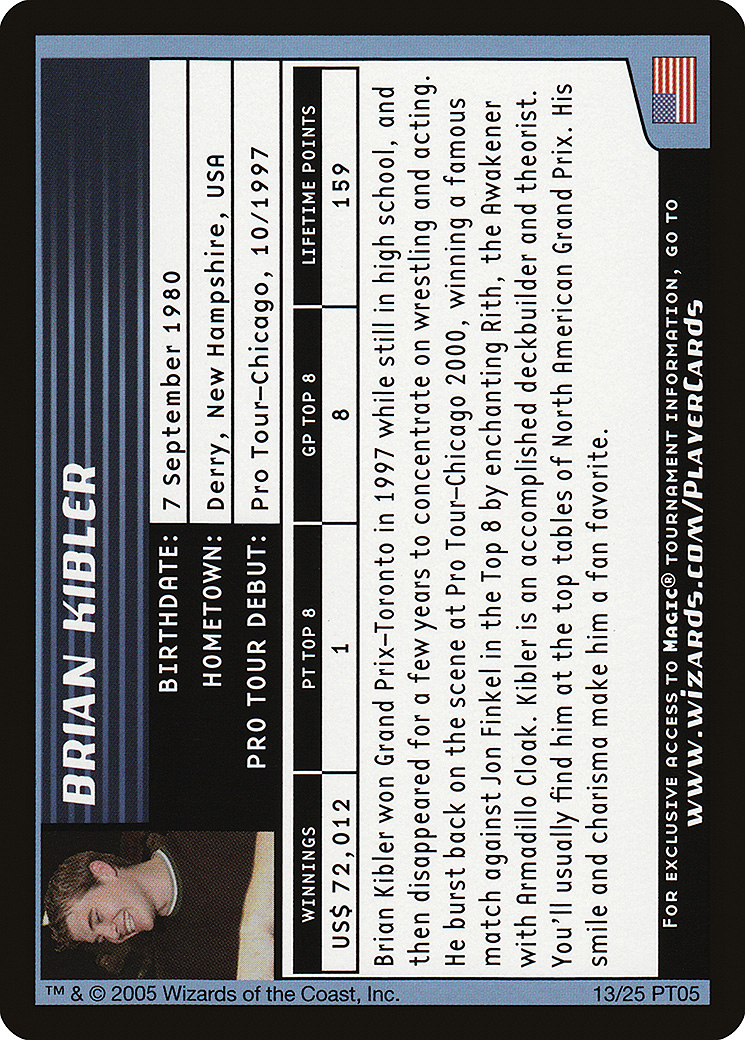 BRIAN KIBLER
BIRTHDATE: 7 September 1980
HOMETOWN: Derry, New Hampshire, USA
PRO TOUR DEBUT: Pro Tour–Chicago, 10/1997
WINNINGS PT TOP 8 GP TOP 8 LIFETIME POINTS
US$ 72,012 1 8 159
Brian Kibler won Grand Prix–Toronto in 1997 while still in high school, and
then disappeared for a few years to concentrate on wrestling and acting.
He burst back on the scene at Pro Tour–Chicago 2000, winning a famous
match against Jon Finkel in the Top 8 by enchanting Rith, the Awakener
with Armadillo Cloak. Kibler is an accomplished deckbuilder and theorist.
You'll usually find him at the top tables of North American Grand Prix. His
smile and charisma make him a fan favorite.
FOR EXCLUSIVE ACCESS TO MAGIC® TOURNAMENT INFORMATION, GO TO
www.wizards.com/PlayerCards
™ & © 2005 Wizards of the Coast, Inc.
13/25 PT05